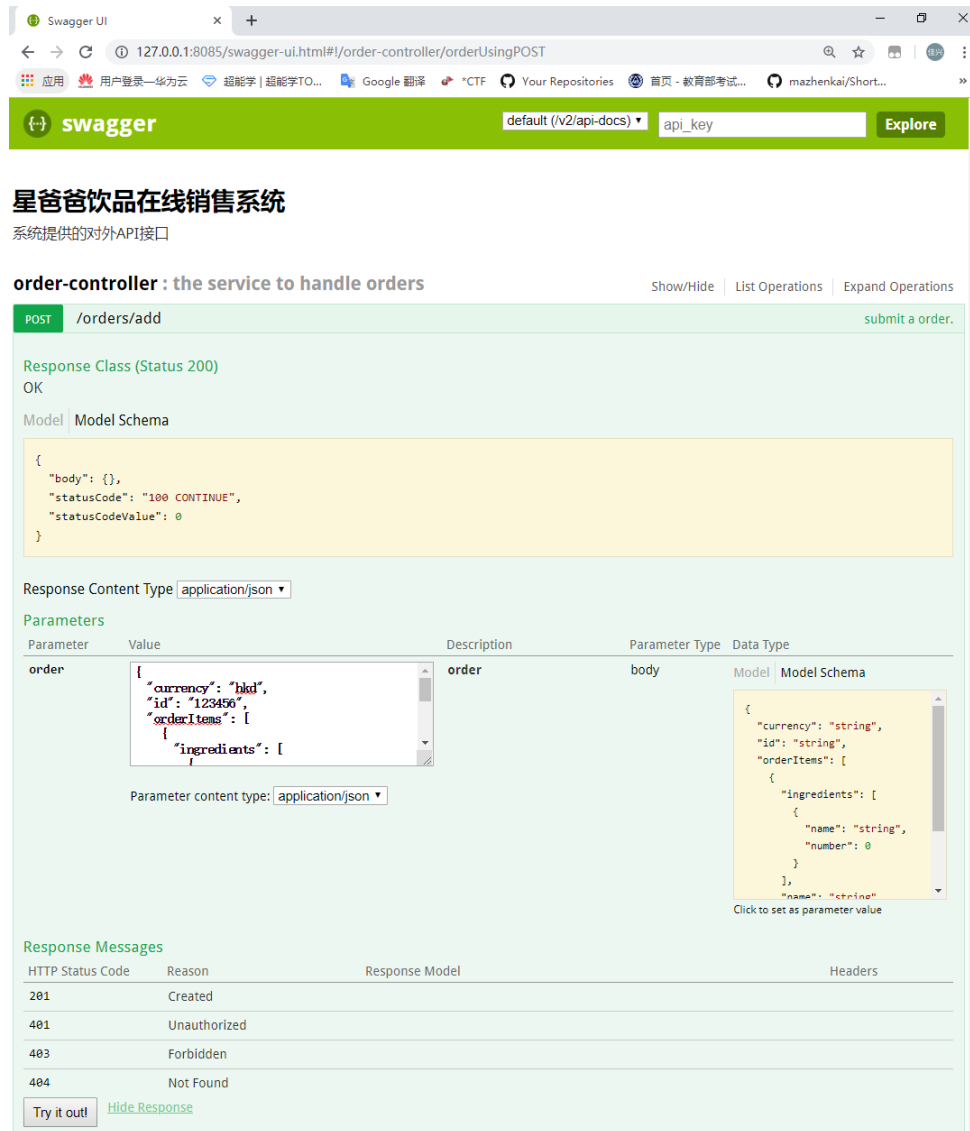 Swagger UI
127.0.0.1:8085/swagger-ui.html#!/order-controller/orderUsingPOST
应用 用户登录—华为云 超能学 | 超能学TO... Google 翻译 *CTF Your Repositories 首页 - 教育部考试... mazhenkai/Short... »
swagger default (/v2/api-docs) api_key Explore
星爸爸饮品在线销售系统
系统提供的对外API接口
order-controller : the service to handle orders Show/Hide List Operations Expand Operations
POST /orders/add submit a order.
Response Class (Status 200)
OK
Model Model Schema
{
"body": {},
"statusCode": "100 CONTINUE",
"statusCodeValue": 0
}
Response Content Type application/json
Parameters
Parameter Value Description Parameter Type Data Type
order
{
"currency": "hkd",
"id": "123456",
"orderItems": [
{
"ingredients": [
{
Parameter content type: application/json
order
body
Model Model Schema
{
"currency": "string",
"id": "string",
"orderItems": [
{
"ingredients": [
{
"name": "string",
"number": 0
}
],
"name": "string"
Click to set as parameter value
Response Messages
HTTP Status Code Reason Response Model Headers
201 Created
401 Unauthorized
403 Forbidden
404 Not Found
Try it out! Hide Response